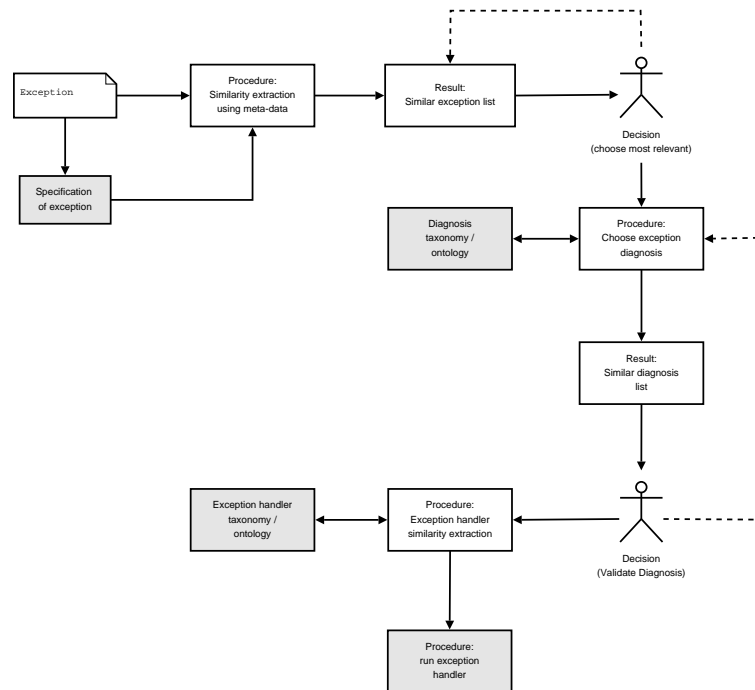 Exception
Procedure:
Similarity extraction
using meta-data
Result:
Similar exception list
Decision
(choose most relevant)
Specification
of exception
Diagnosis
taxonomy /
ontology
Procedure:
Choose exception
diagnosis
Result:
Similar diagnosis
list
Exception handler
taxonomy /
ontology
Procedure:
Exception handler
similarity extraction
Decision
(Validate Diagnosis)
Procedure:
run exception
handler